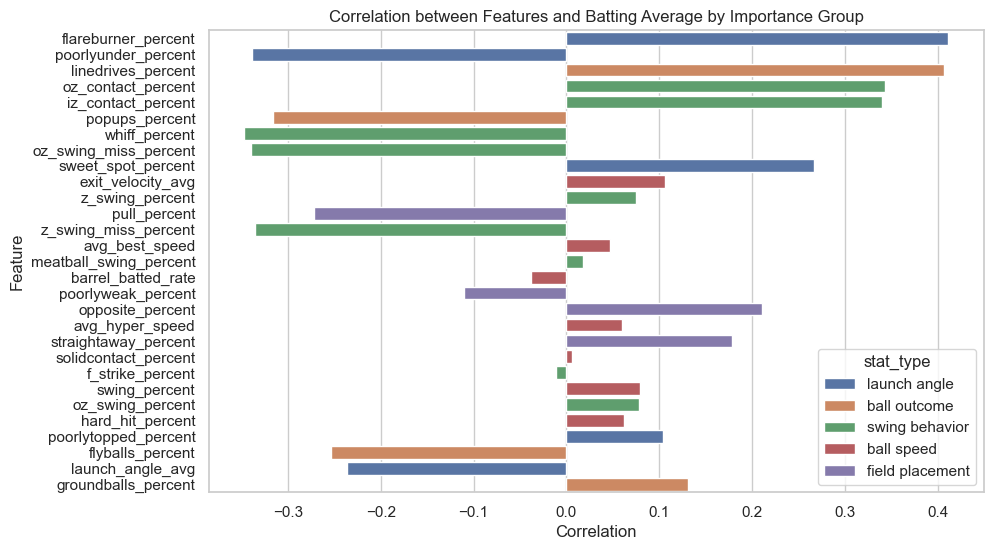 Correlation between Features and Batting Average by Importance Group
flareburner_percent
poorlyunder_percent
linedrives_percent
oz_contact_percent
iz_contact_percent
popups_percent
whiff_percent
oz_swing_miss_percent
sweet_spot_percent
exit_velocity_avg
z_swing_percent
pull_percent
z_swing_miss_percent
avg_best_speed
meatball_swing_percent
barrel_batted_rate
poorlyweak_percent
opposite_percent
avg_hyper_speed
straightaway_percent
solidcontact_percent
f_strike_percent
swing_percent
oz_swing_percent
hard_hit_percent
poorlytopped_percent
flyballs_percent
launch_angle_avg
groundballs_percent
Feature
stat_type
launch angle
ball outcome
swing behavior
ball speed
field placement
−0.3 −0.2 −0.1 0.0 0.1 0.2 0.3 0.4
Correlation